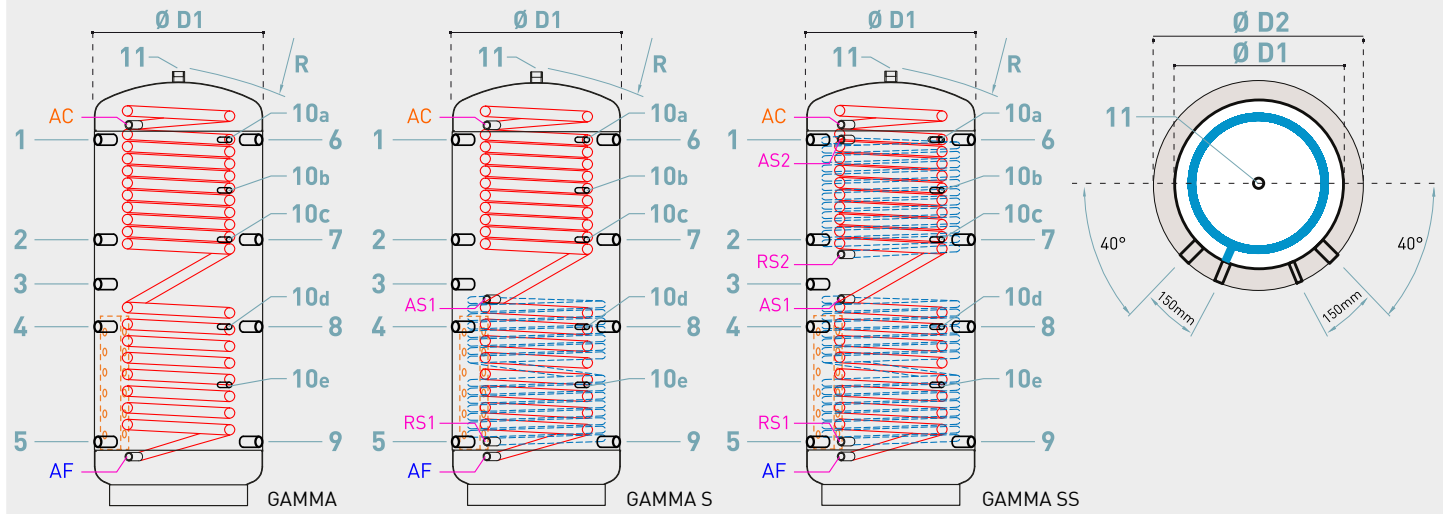 Ø D1
11
R
AC
10a
1
6
10b
10c
2
7
3
10d
4
8
10e
5
9
AF
GAMMA
Ø D1
11
R
AC
10a
1
6
10b
10c
2
7
3
AS1
10d
4
8
10e
RS1
5
9
AF
GAMMA S
Ø D1
11
R
AC
10a
1
6
AS2
10b
10c
2
7
RS2
3
AS1
10d
4
8
10e
RS1
5
9
AF
GAMMA SS
Ø D2
Ø D1
11
40°
40°
150mm
150mm